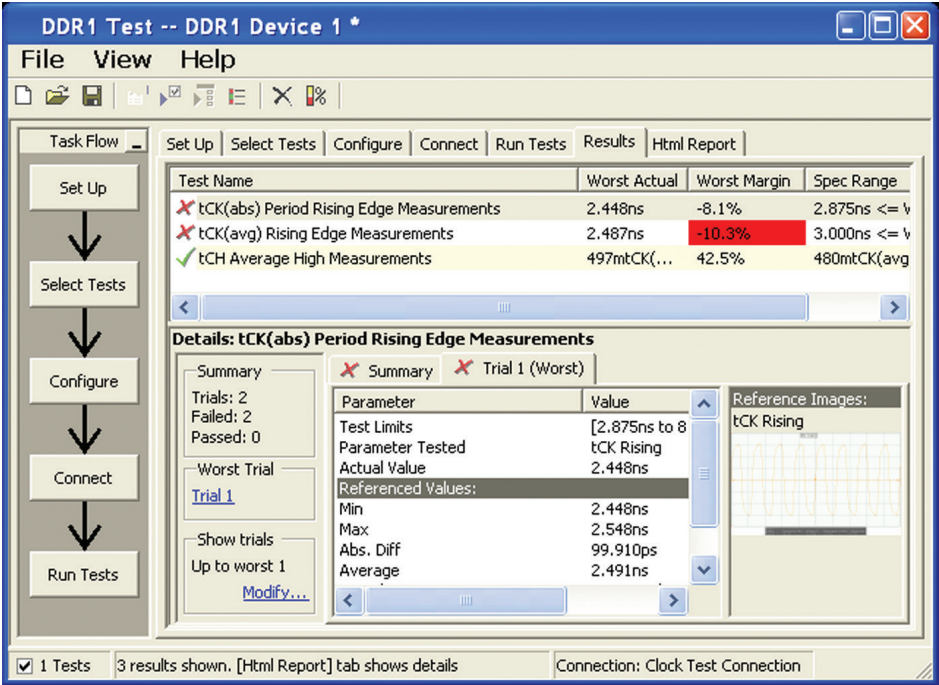 DDR1 Test -- DDR1 Device 1 *
File View Help
Task Flow
Set Up
Select Tests
Configure
Connect
Run Tests
Set Up Select Tests Configure Connect Run Tests Results Html Report
Test Name Worst Actual Worst Margin Spec Range
tCK(abs) Period Rising Edge Measurements 2.448ns -8.1% 2.875ns <=
tCK(avg) Rising Edge Measurements 2.487ns -10.3% 3.000ns <=
tCH Average High Measurements 497mtCK(... 42.5% 480mtCK(avg
Details: tCK(abs) Period Rising Edge Measurements
Summary
Trials: 2
Failed: 2
Passed: 0
Worst Trial
Trial 1
Show trials
Up to worst 1
Modify...
Summary Trial 1 (Worst)
Parameter Value
Test Limits [2.875ns to 8
Parameter Tested tCK Rising
Actual Value 2.448ns
Referenced Values:
Min 2.448ns
Max 2.548ns
Abs. Diff 99.910ps
Average 2.491ns
Reference Images:
tCK Rising
1 Tests 3 results shown. [Html Report] tab shows details Connection: Clock Test Connection